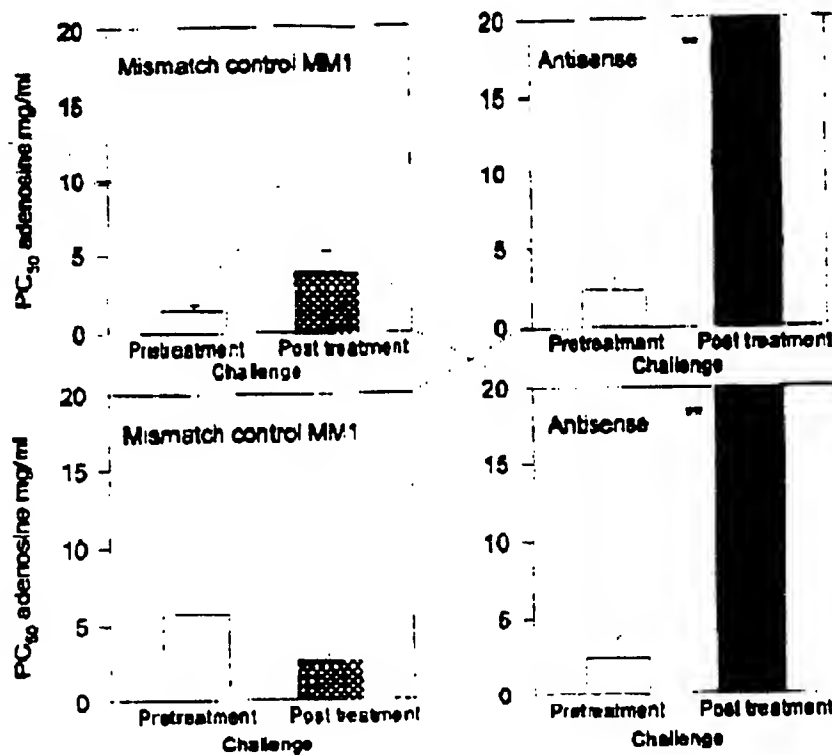 20
Mismatch control MM1
15
10
5
0
PC50 adenosine mg/ml
Pretreatment Post treatment
Challenge
20
Antisense **
15
10
5
0
Pretreatment Post treatment
Challenge
20
Mismatch control MM1
15
10
5
0
PC50 adenosine mg/ml
Pretreatment Post treatment
Challenge
20
Antisense **
15
10
5
0
Pretreatment Post treatment
Challenge